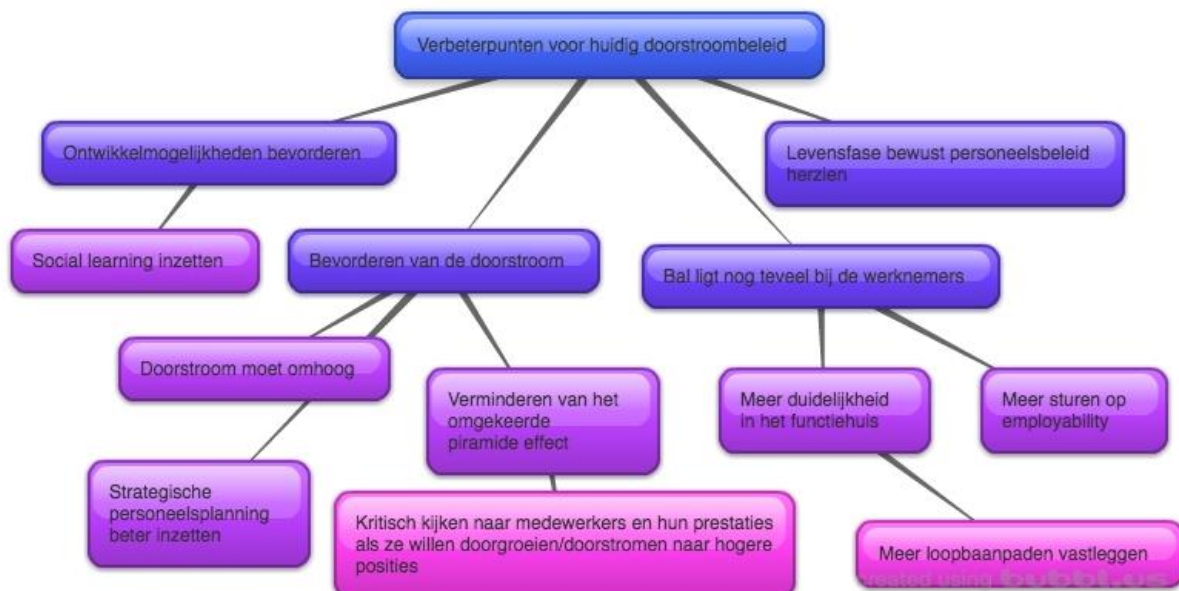 Verbeterpunten voor huidig doorstroombeleid
Ontwikkelmogelijkheden bevorderen
Levensfase bewust personeelsbeleid
herzien
Social learning inzetten
Bevorderen van de doorstroom
Bal ligt nog teveel bij de werknemers
Doorstroom moet omhoog
Verminderen van het
omgekeerde
piramide effect
Meer duidelijkheid
in het functiehuis
Meer sturen op
employability
Strategische
personeelsplanning
beter inzetten
Kritisch kijken naar medewerkers en hun prestaties
als ze willen doorgroeien/doorstromen naar hogere
posities
Meer loopbaanpaden vastleggen
created using bubbl.us